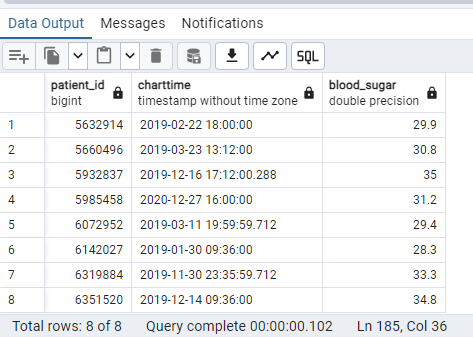 Data Output Messages Notifications
SQL
patient_id charttime blood_sugar
bigint timestamp without time zone double precision
1 5632914 2019-02-22 18:00:00 29.9
2 5660496 2019-03-23 13:12:00 30.8
3 5932837 2019-12-16 17:12:00.288 35
4 5985458 2020-12-27 16:00:00 31.2
5 6072952 2019-03-11 19:59:59.712 29.4
6 6142027 2019-01-30 09:36:00 28.3
7 6319884 2019-11-30 23:35:59.712 33.3
8 6351520 2019-12-14 09:36:00 34.8
Total rows: 8 of 8 Query complete 00:00:00.102 Ln 185, Col 36